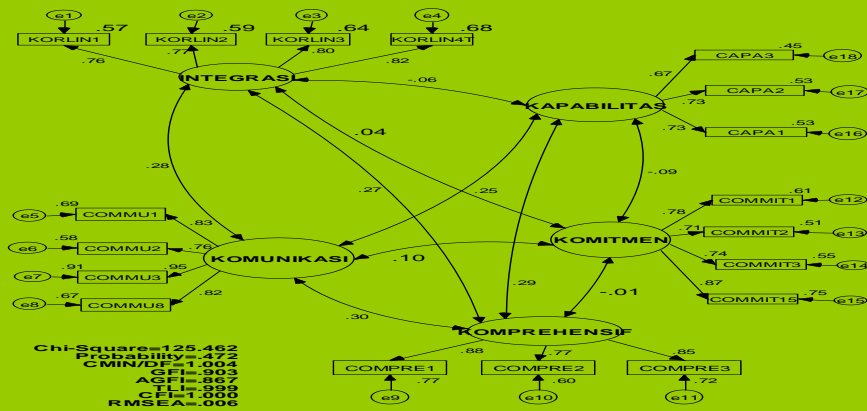 e1 e2 e3 e4
.57 .59 .64 .68
KORLIN1 KORLIN2 KORLIN3 KORLIN4T
.76 .77 .80 .82
INTEGRASI
-.06
.45
CAPA3 e18
.67
.53
CAPA2 e17
.73
.53
CAPA1 e16
.73
KAPABILITAS
.04
.28
.27
.25
-.09
.69
e5 COMMU1
.83
.58
e6 COMMU2
.76
.91
e7 COMMU3
.95
.67
e8 COMMU8
.82
KOMUNIKASI
.10
KOMITMEN
.61
COMMIT1 e12
.78
.51
COMMIT2 e13
.71
.55
COMMIT3 e14
.74
.75
COMMIT15 e15
.87
.29
-.01
.30
KOMPREHENSIF
.88 .77 .85
COMPRE1 COMPRE2 COMPRE3
.77 .60 .72
e9 e10 e11
Chi-Square=125.462
Probability=.472
CMIN/DF=1.004
GFI=.903
AGFI=.867
TLI=.999
CFI=1.000
RMSEA=.006